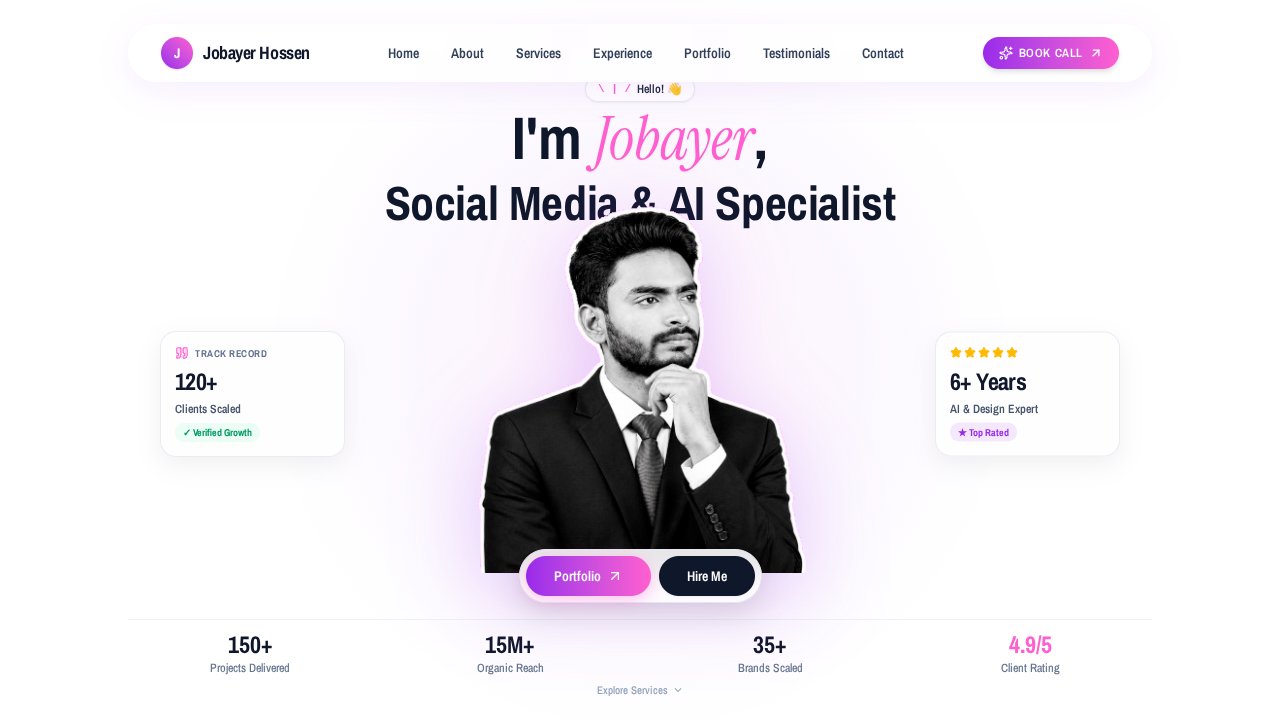 J Jobayer Hossen Home About Services Experience Portfolio Testimonials Contact BOOK CALL
\ | / Hello! 👋
I'm Jobayer,
Social Media & AI Specialist
TRACK RECORD
120+
Clients Scaled
✓ Verified Growth
6+ Years
AI & Design Expert
★ Top Rated
Portfolio Hire Me
150+ 15M+ 35+ 4.9/5
Projects Delivered Organic Reach Brands Scaled Client Rating
Explore Services